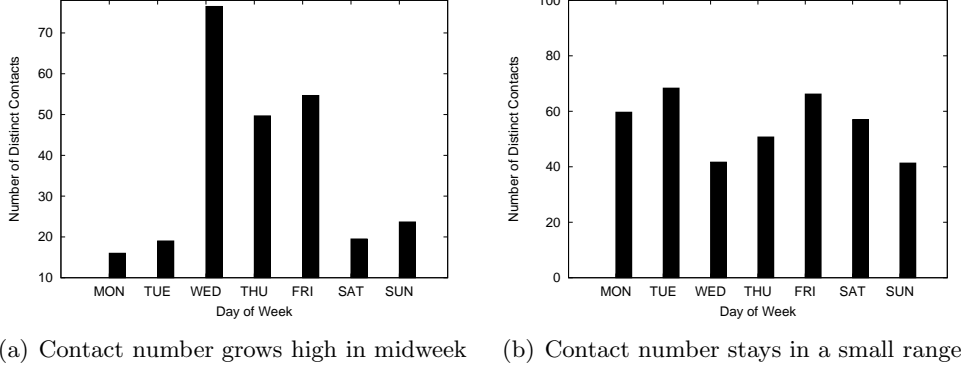 70
60
50
40
30
20
10
MON TUE WED THU FRI SAT SUN
Day of Week
Number of Distinct Contacts
(a) Contact number grows high in midweek
100
80
60
40
20
0
MON TUE WED THU FRI SAT SUN
Day of Week
Number of Distinct Contacts
(b) Contact number stays in a small range